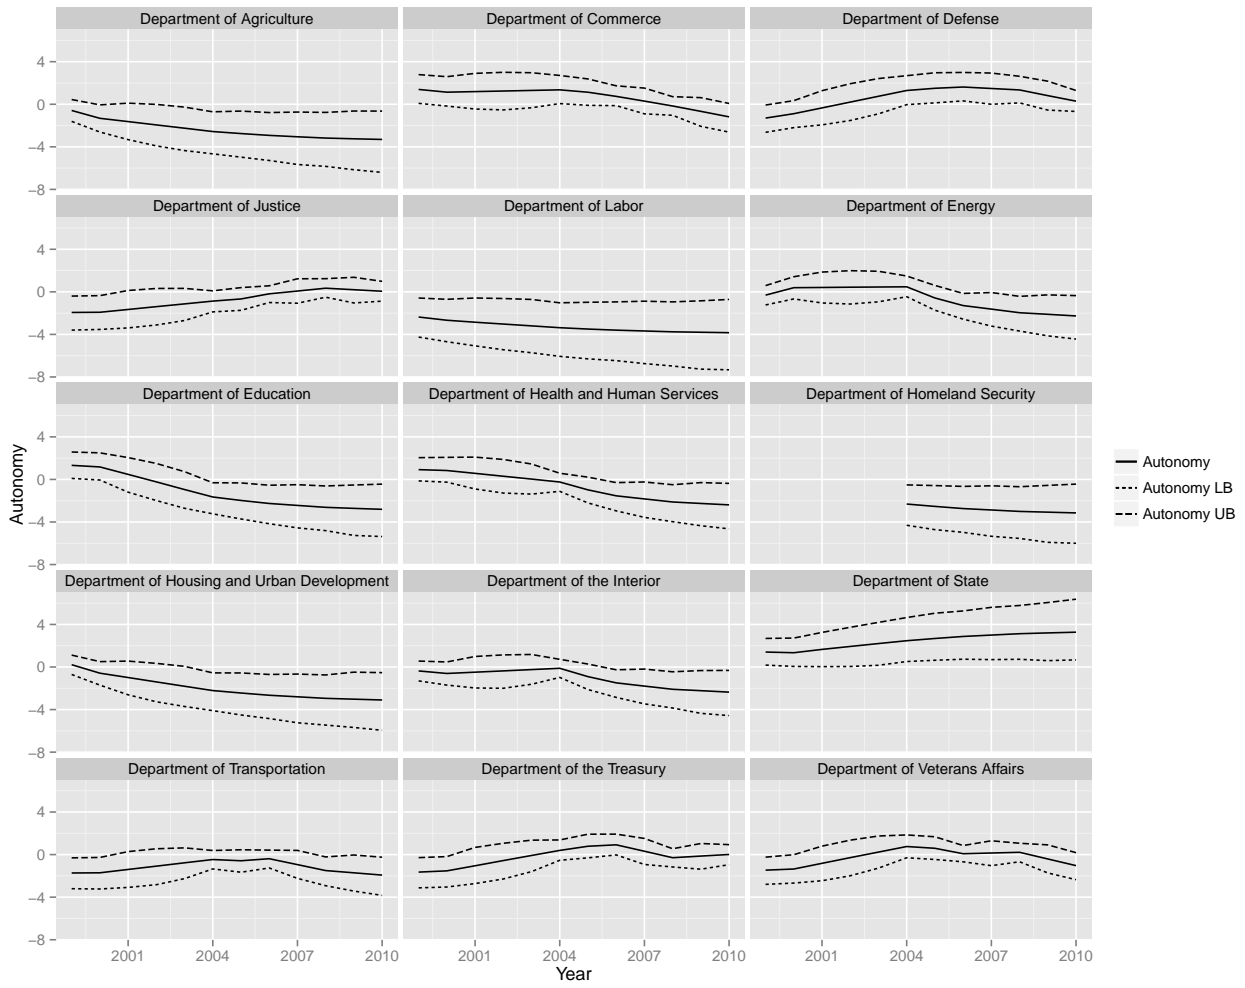 Department of Agriculture
Department of Commerce
Department of Defense
4
0
−4
−8
Department of Justice
Department of Labor
Department of Energy
4
0
−4
−8
Department of Education
Department of Health and Human Services
Department of Homeland Security
4
0
−4
−8
Department of Housing and Urban Development
Department of the Interior
Department of State
4
0
−4
−8
Department of Transportation
Department of the Treasury
Department of Veterans Affairs
4
0
−4
−8
2001 2004 2007 2010
2001 2004 2007 2010
2001 2004 2007 2010
Year
Autonomy
Autonomy
Autonomy LB
Autonomy UB